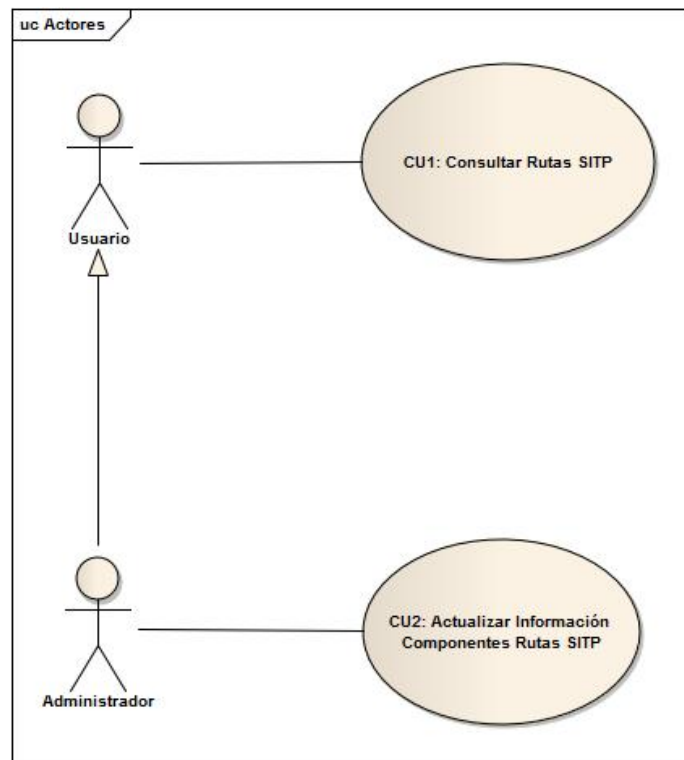 uc Actores
CU1: Consultar Rutas SITP
Usuario
CU2: Actualizar Información
Componentes Rutas SITP
Administrador